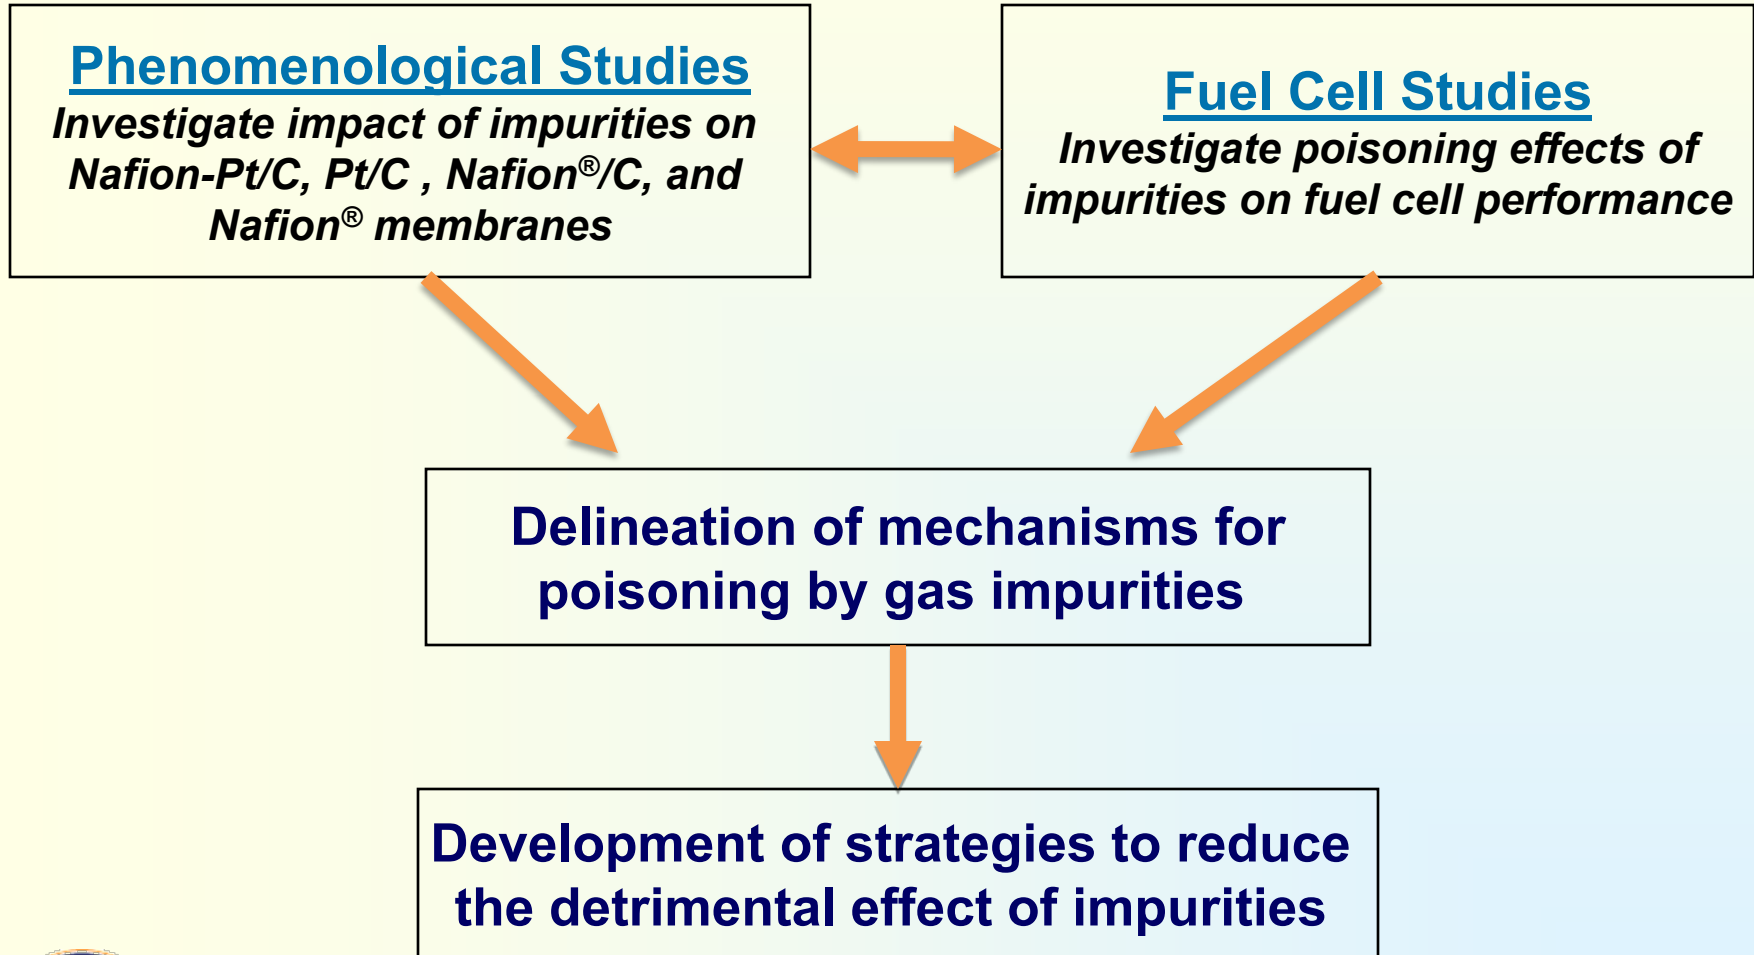 Phenomenological Studies
Investigate impact of impurities on
Nafion-Pt/C, Pt/C , Nafion®/C, and
Nafion® membranes
Fuel Cell Studies
Investigate poisoning effects of
impurities on fuel cell performance
Delineation of mechanisms for
poisoning by gas impurities
Development of strategies to reduce
the detrimental effect of impurities